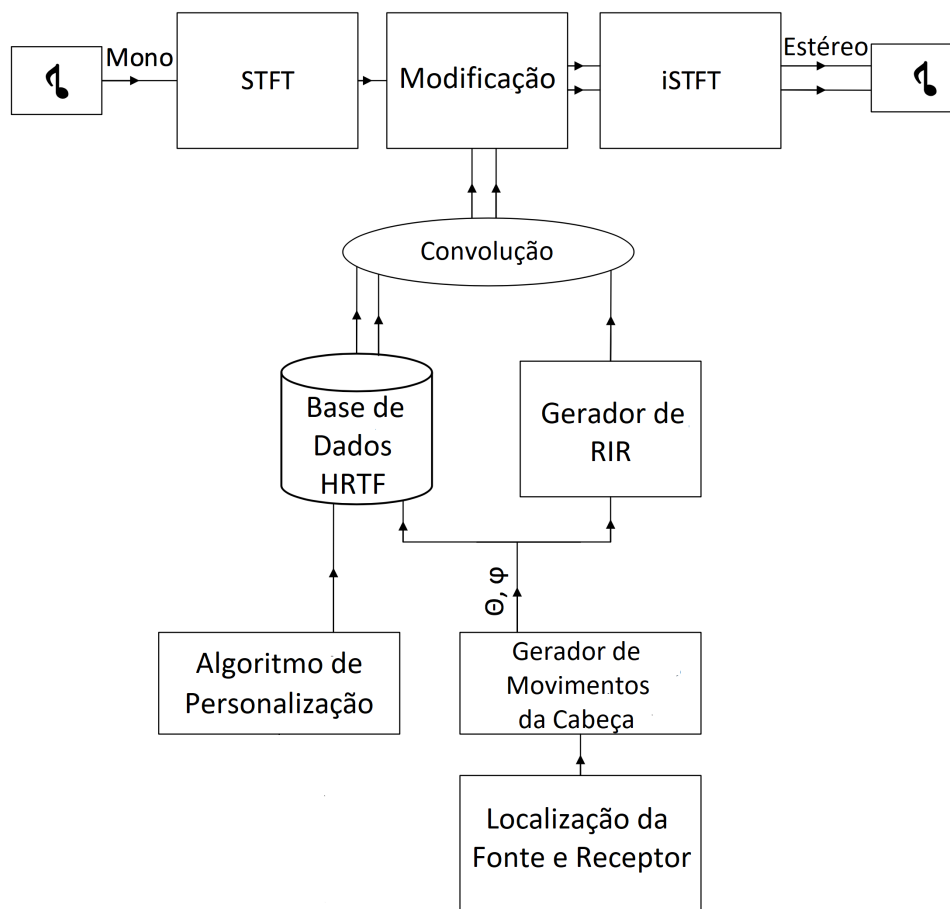 Mono
STFT
Modificação
iSTFT
Estéreo
Convolução
Base de
Dados
HRTF
Gerador de
RIR
Θ, φ
Algoritmo de
Personalização
Gerador de
Movimentos
da Cabeça
Localização da
Fonte e Receptor